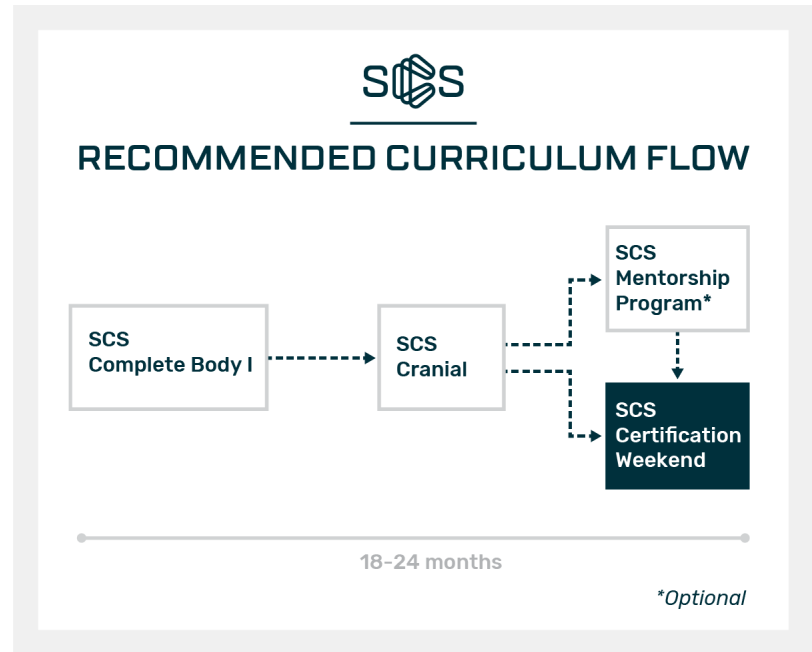 SCS
RECOMMENDED CURRICULUM FLOW
SCS
Complete Body I
SCS
Cranial
SCS
Mentorship
Program*
SCS
Certification
Weekend
18-24 months
*Optional